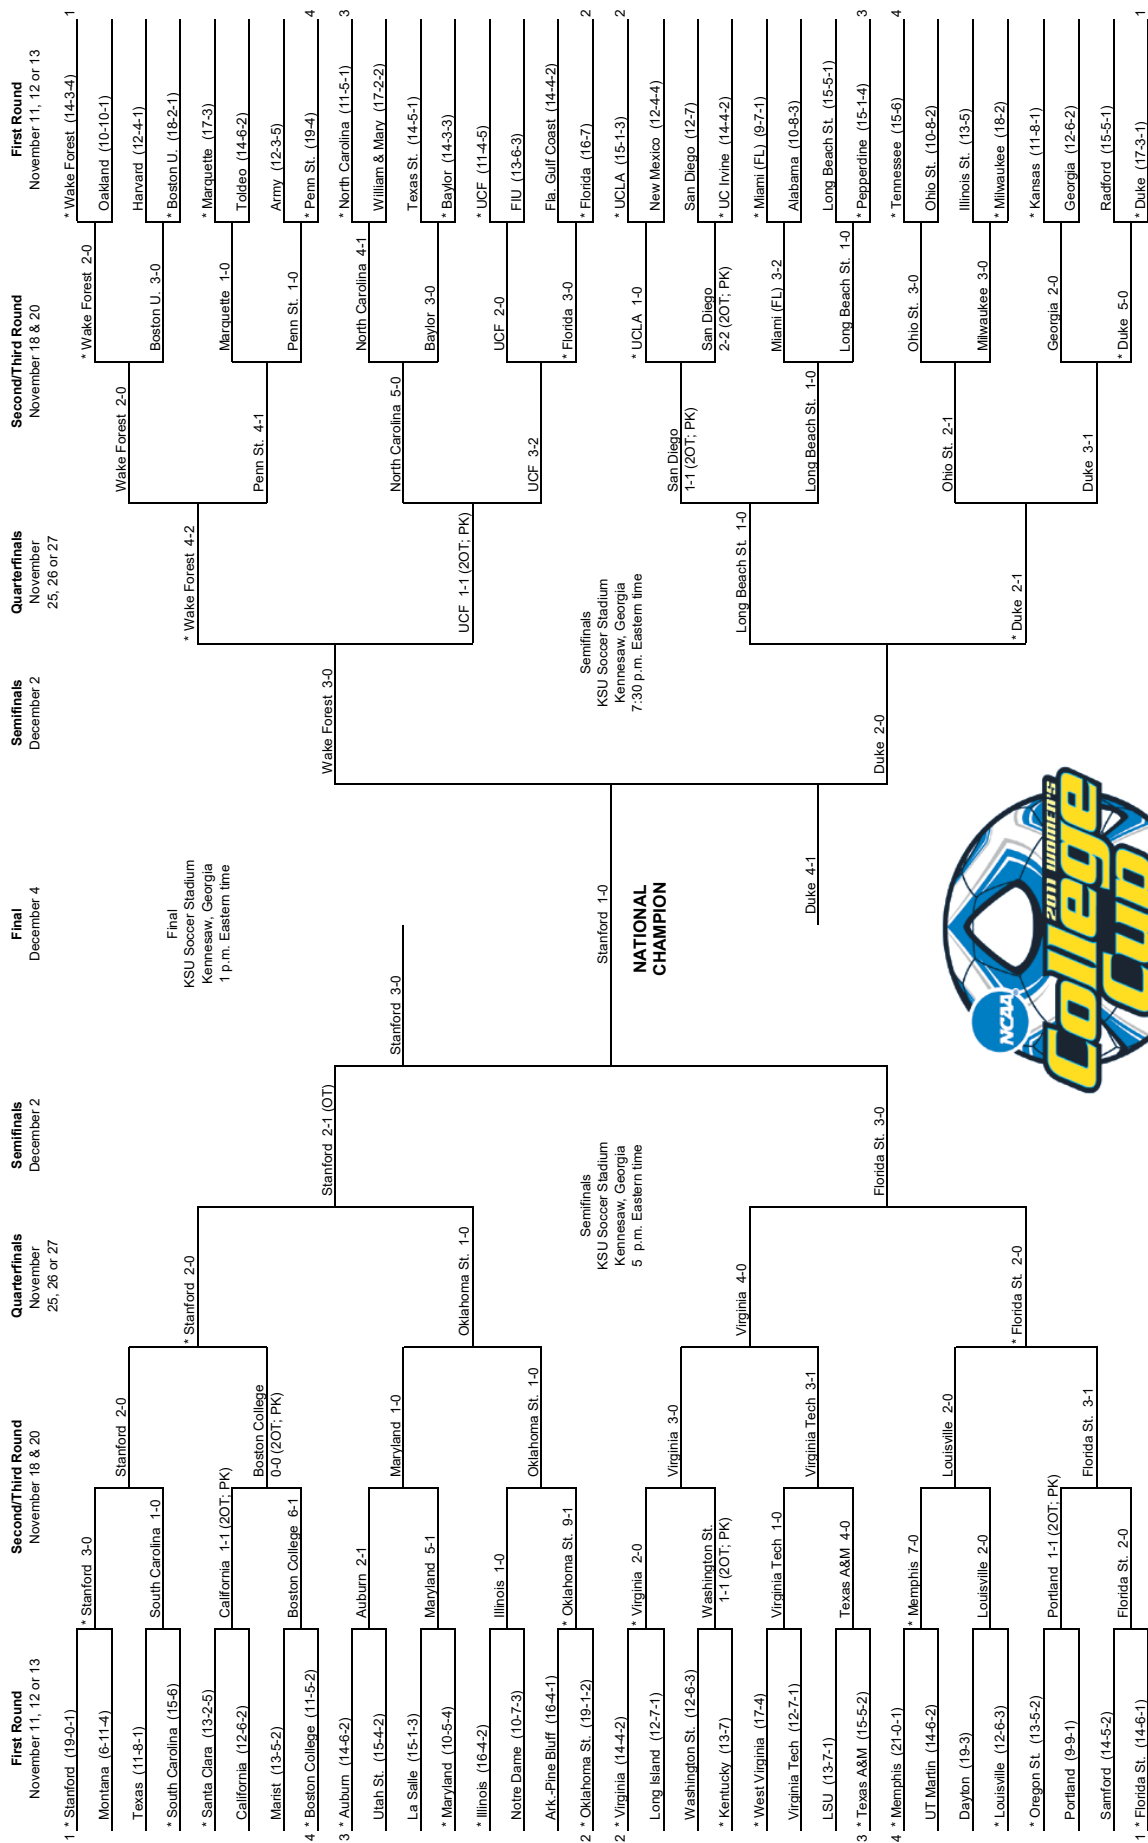 First Round
November 11, 12 or 13
Second/Third Round
November 18 & 20
Quarterfinals
November
25, 26 or 27
Semifinals
December 2
Final
December 4
Semifinals
December 2
Quarterfinals
November
25, 26 or 27
Second/Third Round
November 18 & 20
First Round
November 11, 12 or 13
1 * Stanford (19-0-1)
Montana (6-11-4)
Texas (11-8-1)
* South Carolina (15-6)
* Santa Clara (13-2-5)
California (12-6-2)
Marist (13-5-2)
4 * Boston College (11-5-2)
3 * Auburn (14-6-2)
Utah St. (15-4-2)
La Salle (15-1-3)
* Maryland (10-5-4)
* Illinois (16-4-2)
Notre Dame (10-7-3)
Ark.-Pine Bluff (16-4-1)
2 * Oklahoma St. (19-1-2)
2 * Virginia (14-4-2)
Long Island (12-7-1)
Washington St. (12-6-3)
* Kentucky (13-7)
* West Virginia (17-4)
Virginia Tech (12-7-1)
LSU (13-7-1)
3 * Texas A&M (15-5-2)
4 * Memphis (21-0-1)
UT Martin (14-6-2)
Dayton (19-3)
* Louisville (12-6-3)
* Oregon St. (13-5-2)
Portland (9-9-1)
Samford (14-5-2)
1 * Florida St. (14-6-1)
* Stanford 3-0
South Carolina 1-0
California 1-1 (2OT; PK)
Boston College 6-1
Auburn 2-1
Maryland 5-1
Illinois 1-0
* Oklahoma St. 9-1
* Virginia 2-0
Washington St.
1-1 (2OT; PK)
Virginia Tech 1-0
Texas A&M 4-0
* Memphis 7-0
Louisville 2-0
Portland 1-1 (2OT; PK)
Florida St. 2-0
Stanford 2-0
Boston College
0-0 (2OT; PK)
Maryland 1-0
Oklahoma St. 1-0
Virginia 3-0
Virginia Tech 3-1
Louisville 2-0
Florida St. 3-1
* Stanford 2-0
Oklahoma St. 1-0
Virginia 4-0
* Florida St. 2-0
Stanford 2-1 (OT)
Semifinals
KSU Soccer Stadium
Kennesaw, Georgia
5 p.m. Eastern time
Florida St. 3-0
Stanford 3-0
Final
KSU Soccer Stadium
Kennesaw, Georgia
1 p.m. Eastern time
Stanford 1-0
NATIONAL
CHAMPION
Duke 4-1
NCAA
2011 WOMEN'S
College
Cup
Wake Forest 3-0
Semifinals
KSU Soccer Stadium
Kennesaw, Georgia
7:30 p.m. Eastern time
Duke 2-0
* Wake Forest 4-2
UCF 1-1 (2OT; PK)
Long Beach St. 1-0
* Duke 2-1
Wake Forest 2-0
Penn St. 4-1
North Carolina 5-0
UCF 3-2
San Diego
1-1 (2OT; PK)
Long Beach St. 1-0
Ohio St. 2-1
Duke 3-1
* Wake Forest 2-0
Boston U. 3-0
Marquette 1-0
Penn St. 1-0
North Carolina 4-1
Baylor 3-0
UCF 2-0
* Florida 3-0
* UCLA 1-0
San Diego
2-2 (2OT; PK)
Miami (FL) 3-2
Long Beach St. 1-0
Ohio St. 3-0
Milwaukee 3-0
Georgia 2-0
* Duke 5-0
* Wake Forest (14-3-4) 1
Oakland (10-10-1)
Harvard (12-4-1)
* Boston U. (18-2-1)
* Marquette (17-3)
Toldeo (14-6-2)
Army (12-3-5)
* Penn St. (19-4) 4
* North Carolina (11-5-1) 3
William & Mary (17-2-2)
Texas St. (14-5-1)
* Baylor (14-3-3)
* UCF (11-4-5)
FIU (13-6-3)
Fla. Gulf Coast (14-4-2)
* Florida (16-7) 2
* UCLA (15-1-3) 2
New Mexico (12-4-4)
San Diego (12-7)
* UC Irvine (14-4-2)
* Miami (FL) (9-7-1)
Alabama (10-8-3)
Long Beach St. (15-5-1)
* Pepperdine (15-1-4) 3
* Tennessee (15-6) 4
Ohio St. (10-8-2)
Illinois St. (13-5)
* Milwaukee (18-2)
* Kansas (11-8-1)
Georgia (12-6-2)
Radford (15-5-1)
* Duke (17-3-1) 1